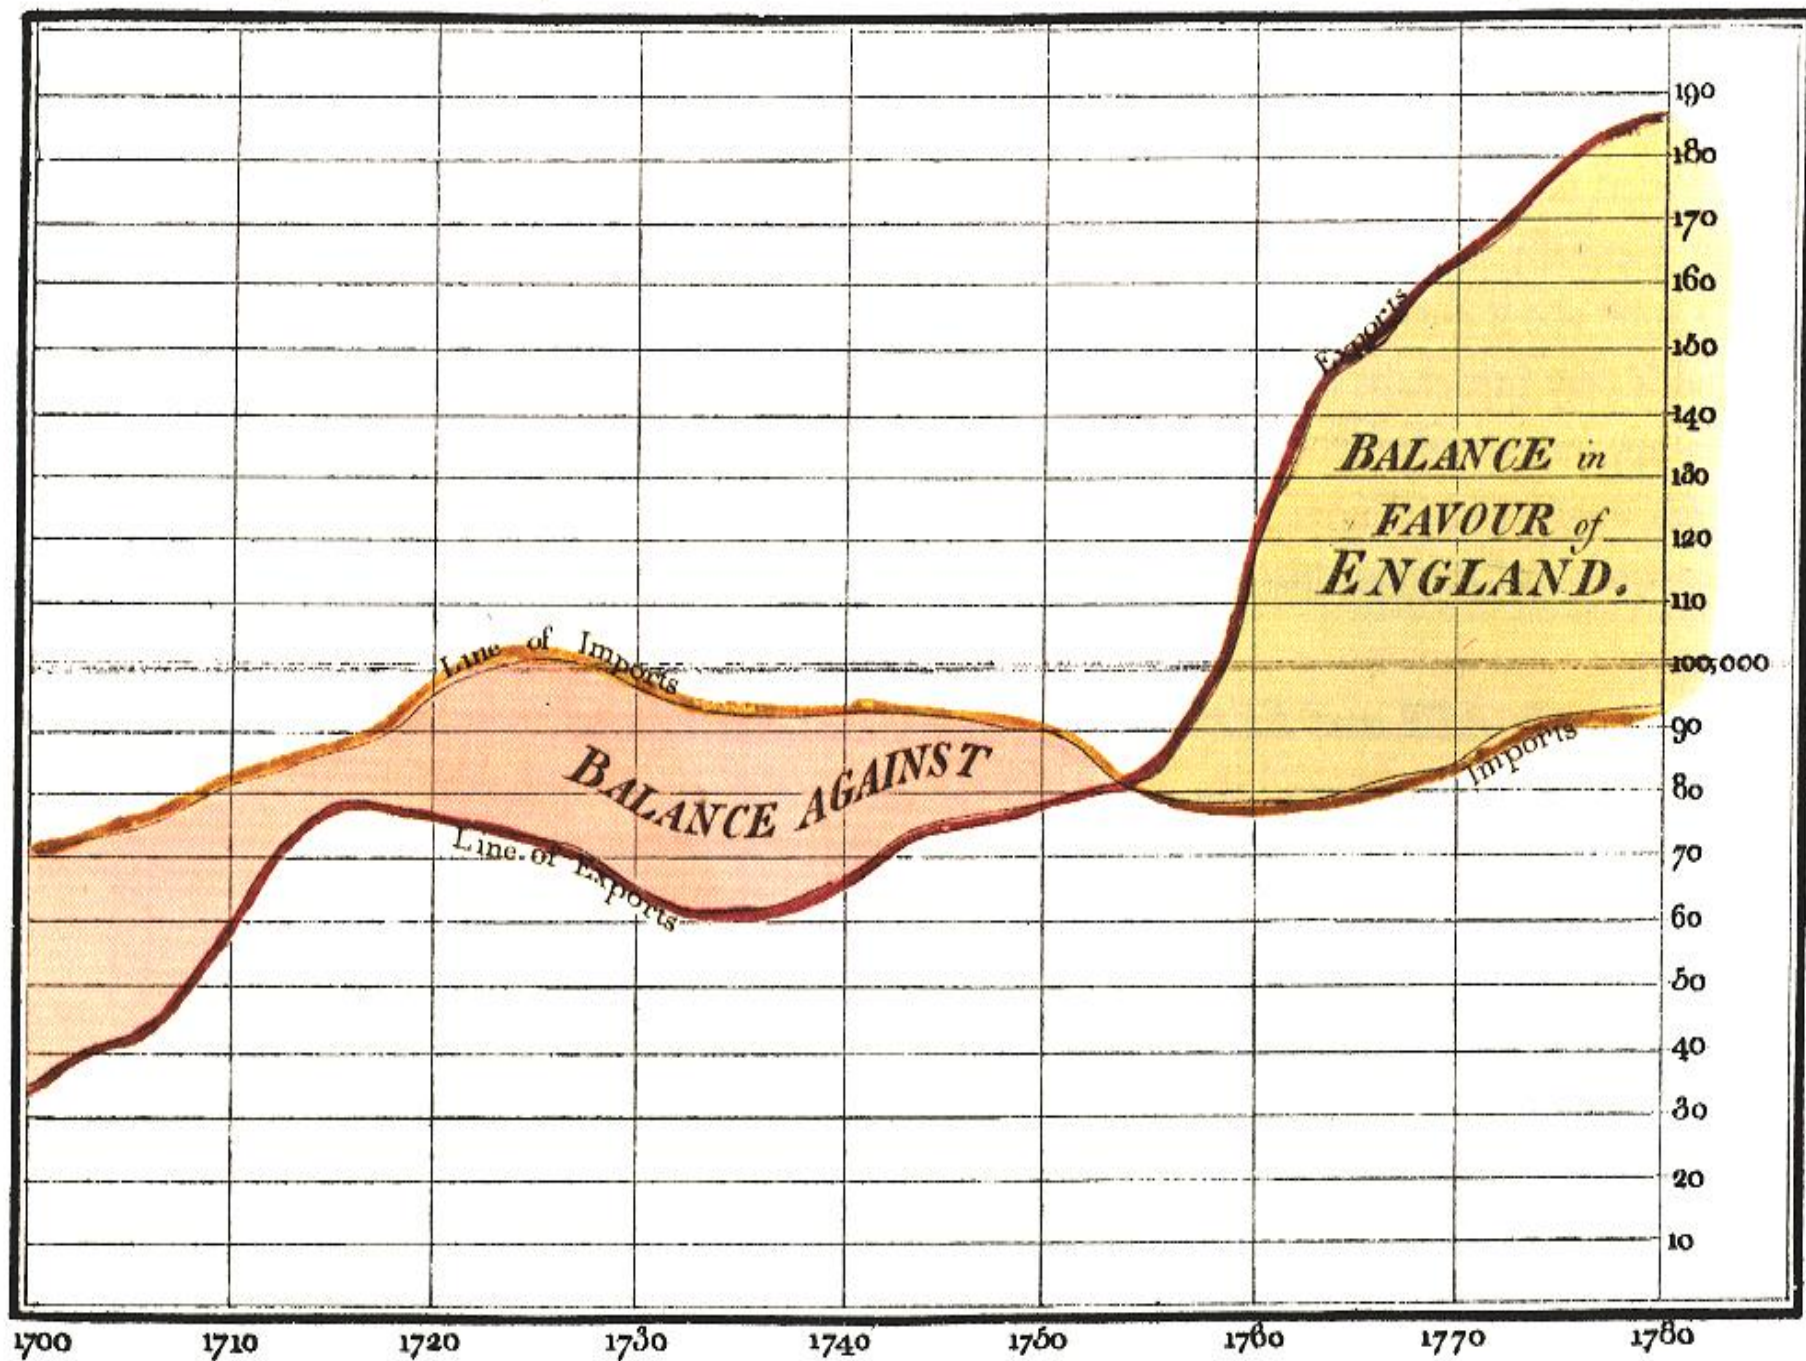 190
180
170
160
150
140
130
120
110
100,000
90
80
70
60
50
40
30
20
10
Exports
BALANCE in
FAVOUR of
ENGLAND.
Imports
Line of Imports
BALANCE AGAINST
Line of Exports
1700 1710 1720 1730 1740 1750 1760 1770 1780